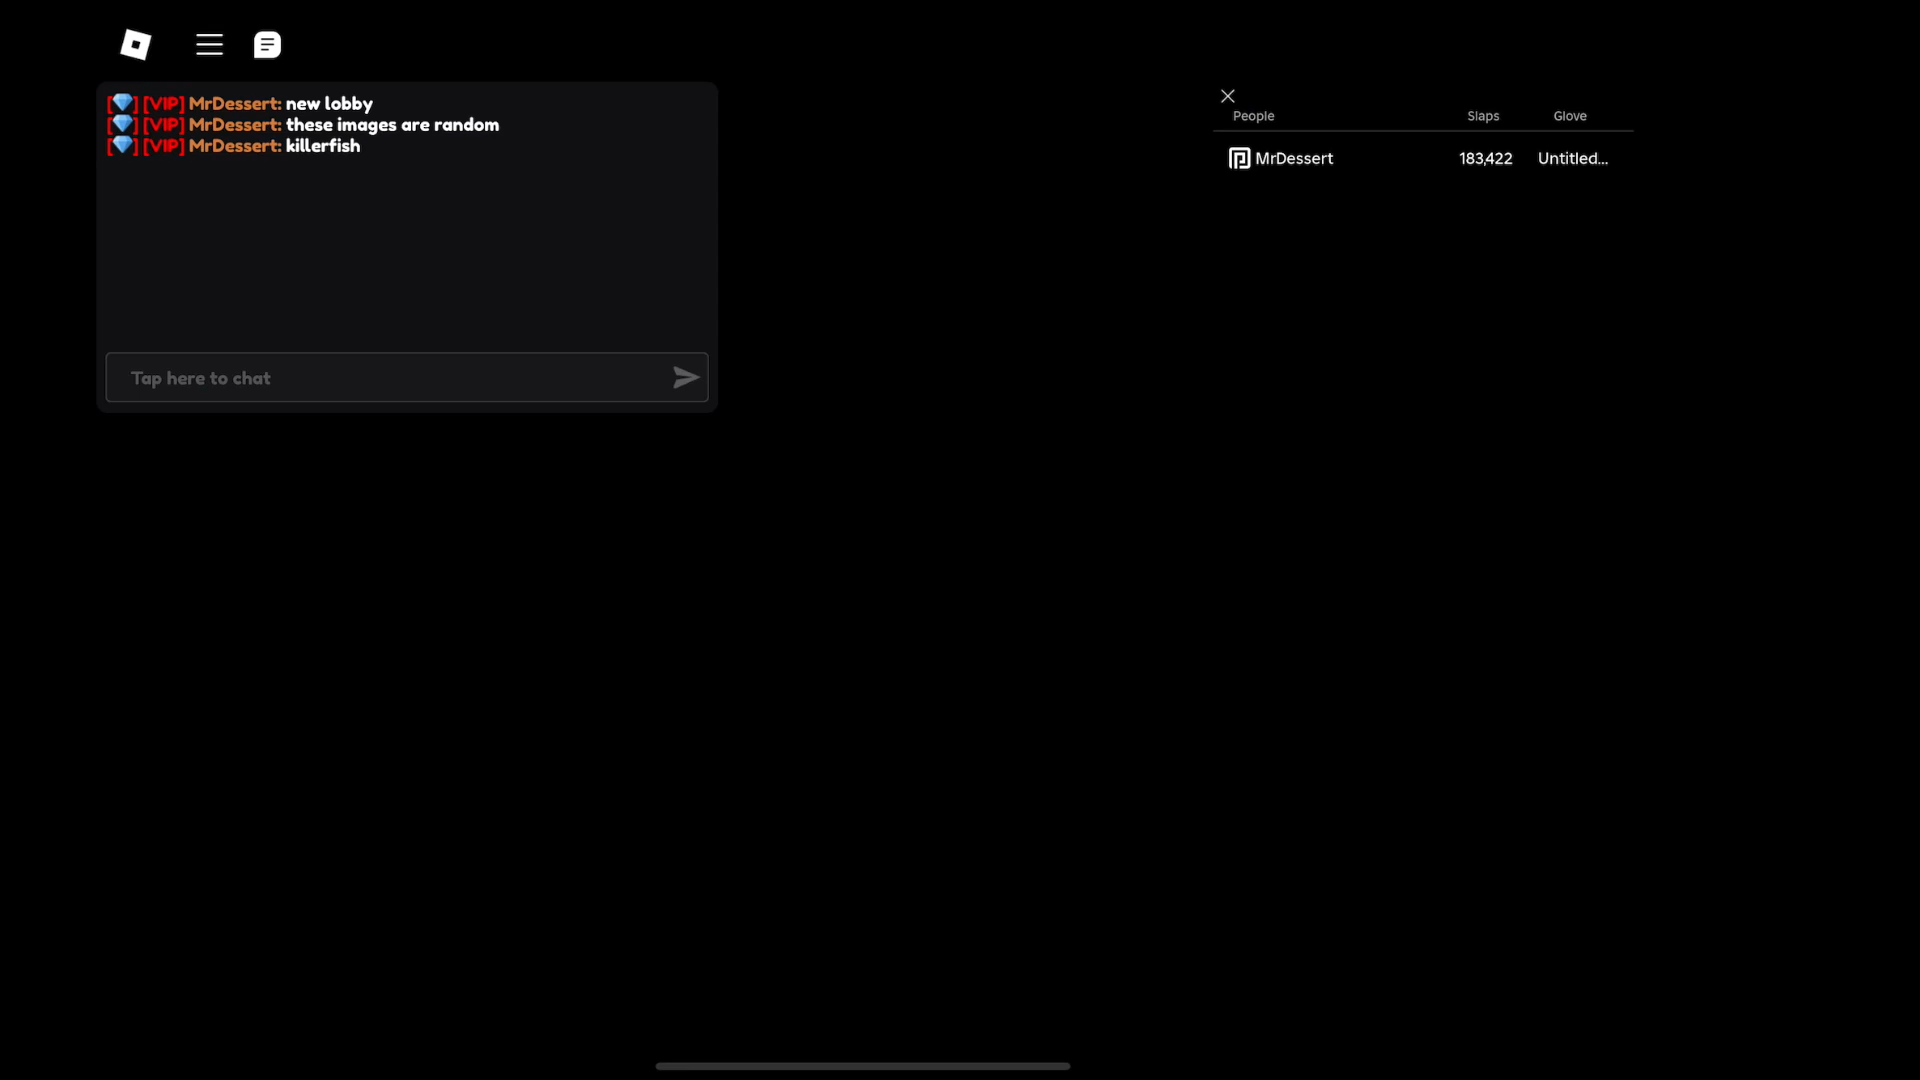 [💎] [VIP] MrDessert: new lobby
[💎] [VIP] MrDessert: these images are random
[💎] [VIP] MrDessert: killerfish
Tap here to chat
People Slaps Glove
MrDessert 183,422 Untitled...